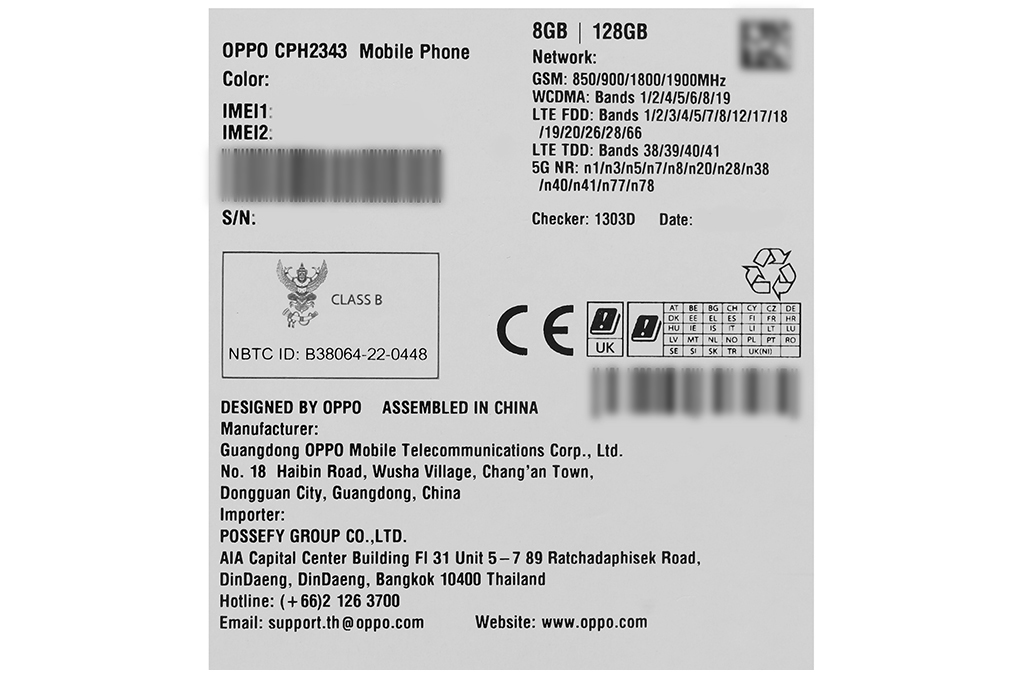 OPPO CPH2343 Mobile Phone
Color:
IMEI1:
IMEI2:
S/N:
8GB | 128GB
Network:
GSM: 850/900/1800/1900MHz
WCDMA: Bands 1/2/4/5/6/8/19
LTE FDD: Bands 1/2/3/4/5/7/8/12/17/18
/19/20/26/28/66
LTE TDD: Bands 38/39/40/41
5G NR: n1/n3/n5/n7/n8/n20/n28/n38
/n40/n41/n77/n78
Checker: 1303D Date:
CLASS B
NBTC ID: B38064-22-0448
CE
UK
AT BE BG CH CY CZ DE
DK EE EL ES FI FR HR
HU IE IS IT LI LT LU
LV MT NL NO PL PT RO
SE SI SK TR UK(NI)
DESIGNED BY OPPO ASSEMBLED IN CHINA
Manufacturer:
Guangdong OPPO Mobile Telecommunications Corp., Ltd.
No. 18 Haibin Road, Wusha Village, Chang'an Town,
Dongguan City, Guangdong, China
Importer:
POSSEFY GROUP CO.,LTD.
AIA Capital Center Building Fl 31 Unit 5–7 89 Ratchadaphisek Road,
DinDaeng, DinDaeng, Bangkok 10400 Thailand
Hotline: (+66)2 126 3700
Email: support.th@oppo.com Website: www.oppo.com